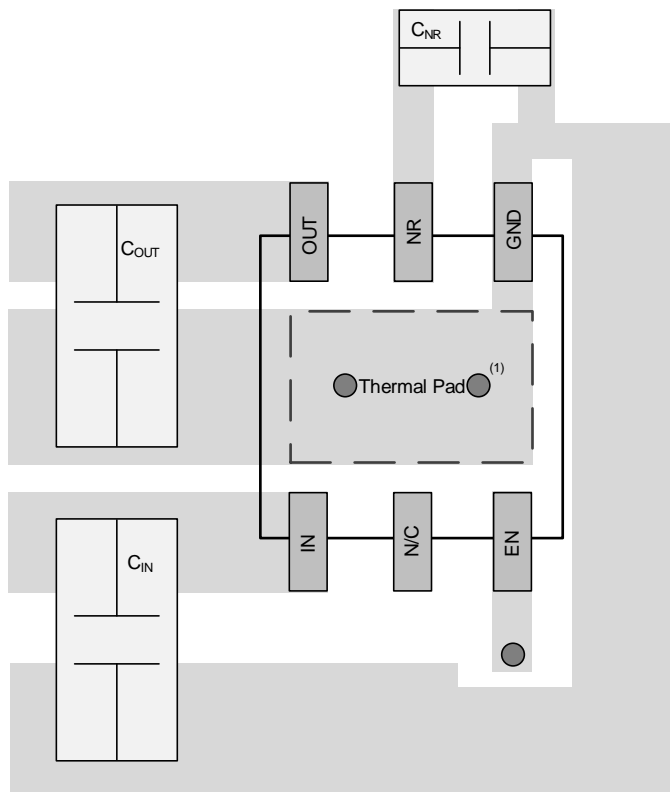 CNR
COUT
OUT
NR
GND
Thermal Pad
(1)
IN
N/C
EN
CIN